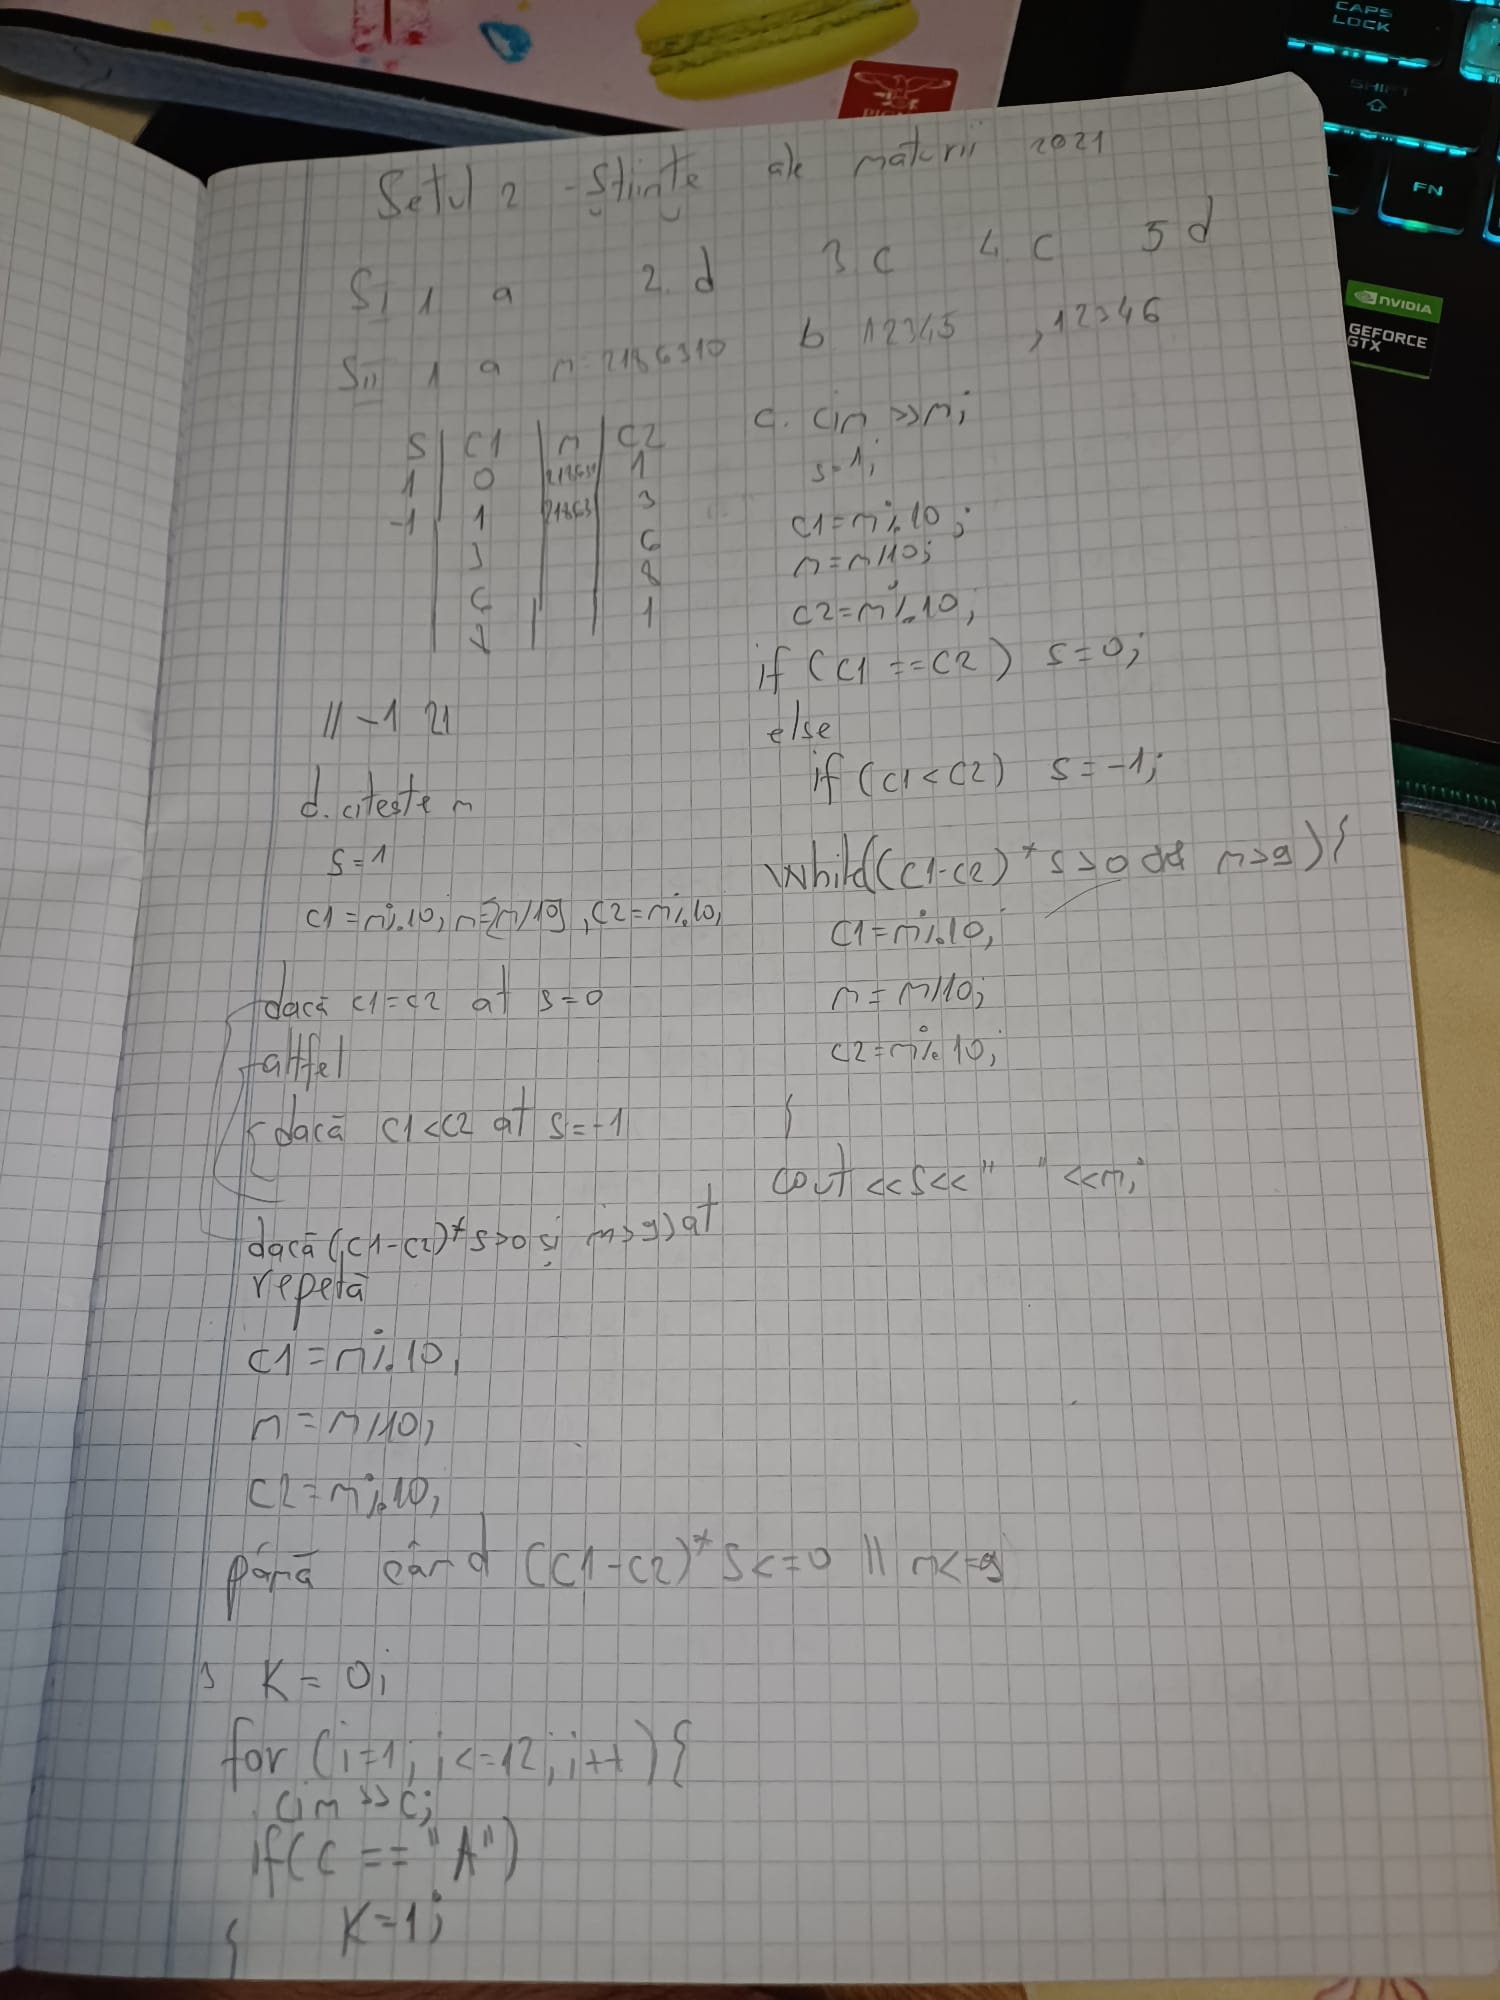 CAPS
LOCK
SHIFT
FN
NVIDIA
GEFORCE
GTX
Setul 2 - Științe ale naturii 2021
SI 1 a 2. d 3 c 4. c 5 d
SII 1 a n=2186310 b 12345, 12346
S C1 n C2
1 0 1
-1 1 21863 3
3 6
6 8
1
// -1 21
d. citește n
s=1
c1=n%10; n=[n/10], c2=n%10;
dacă c1=c2 at s=0
altfel
dacă c1<c2 at s=-1
dacă (c1-c2)*s>0 și n>9) at
repetă
c1=n%10;
n=n/10;
c2=n%10;
până când (c1-c2)*s<=0 || n<=9
c. cin>>n;
s=1;
c1=n%10;
n=n/10;
c2=n%10;
if (c1==c2) s=0;
else
if (c1<c2) s=-1;
while((c1-c2)*s>0 && n>9){
c1=n%10;
n=n/10;
c2=n%10;
}
cout<<s<<" "<<n;
3 K=0;
for (i=1; i<=12; i++){
cin>>c;
if(c=="A")
K=1;
}